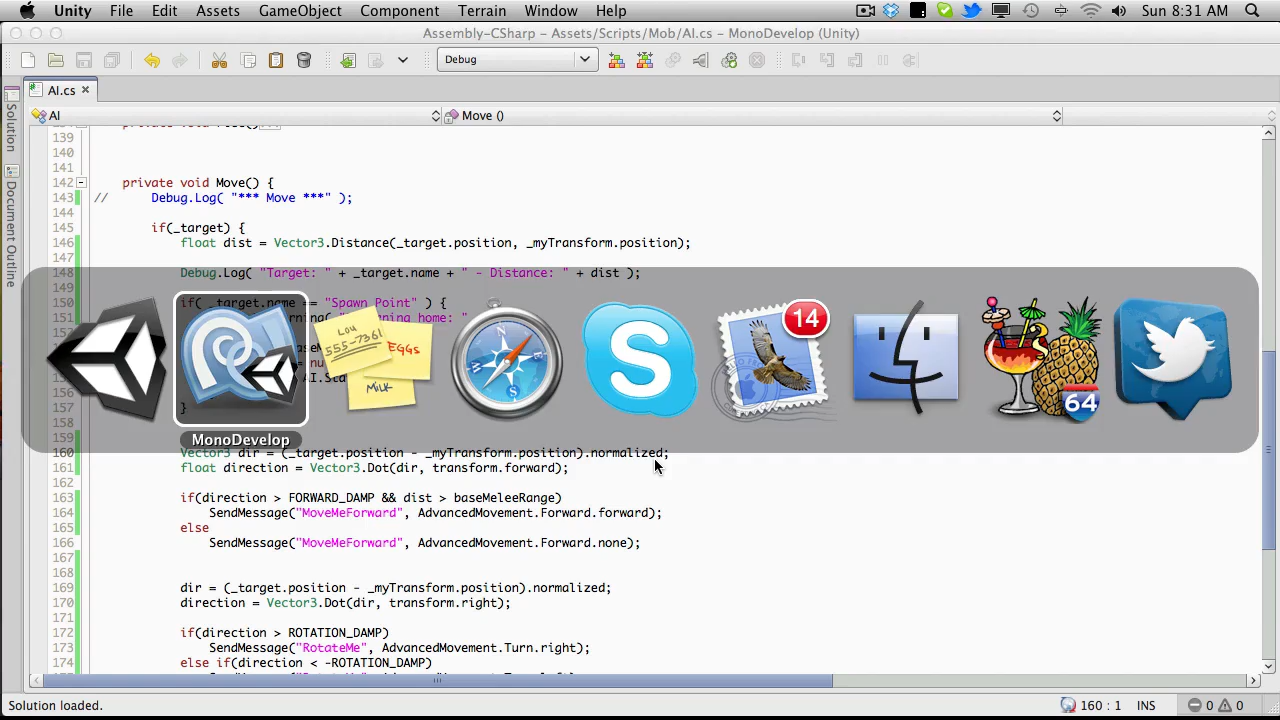 Unity File Edit Assets GameObject Component Terrain Window Help Sun 8:31 AM
Assembly-CSharp – Assets/Scripts/Mob/AI.cs – MonoDevelop (Unity)
Debug
AI.cs
AI Move ()
Solution
Document Outline
139
140
141
142 private void Move() {
143 // Debug.Log( "*** Move ***" );
144
145 if(_target) {
146 float dist = Vector3.Distance(_target.position, _myTransform.position);
147
148 Debug.Log( "Target: " + _target.name + " - Distance: " + dist );
150 if( _target.name == "Spawn Point" ) {
home: "
LOU
555-7361
EGGS
MILK
14
64
157 }
158
MonoDevelop
159
160 Vector3 dir = (_target.position - _myTransform.position).normalized;
161 float direction = Vector3.Dot(dir, transform.forward);
162
163 if(direction > FORWARD_DAMP && dist > baseMeleeRange)
164 SendMessage("MoveMeForward", AdvancedMovement.Forward.forward);
165 else
166 SendMessage("MoveMeForward", AdvancedMovement.Forward.none);
167
168
169 dir = (_target.position - _myTransform.position).normalized;
170 direction = Vector3.Dot(dir, transform.right);
171
172 if(direction > ROTATION_DAMP)
173 SendMessage("RotateMe", AdvancedMovement.Turn.right);
174 else if(direction < -ROTATION_DAMP)
Solution loaded. 160 : 1 INS 0 0